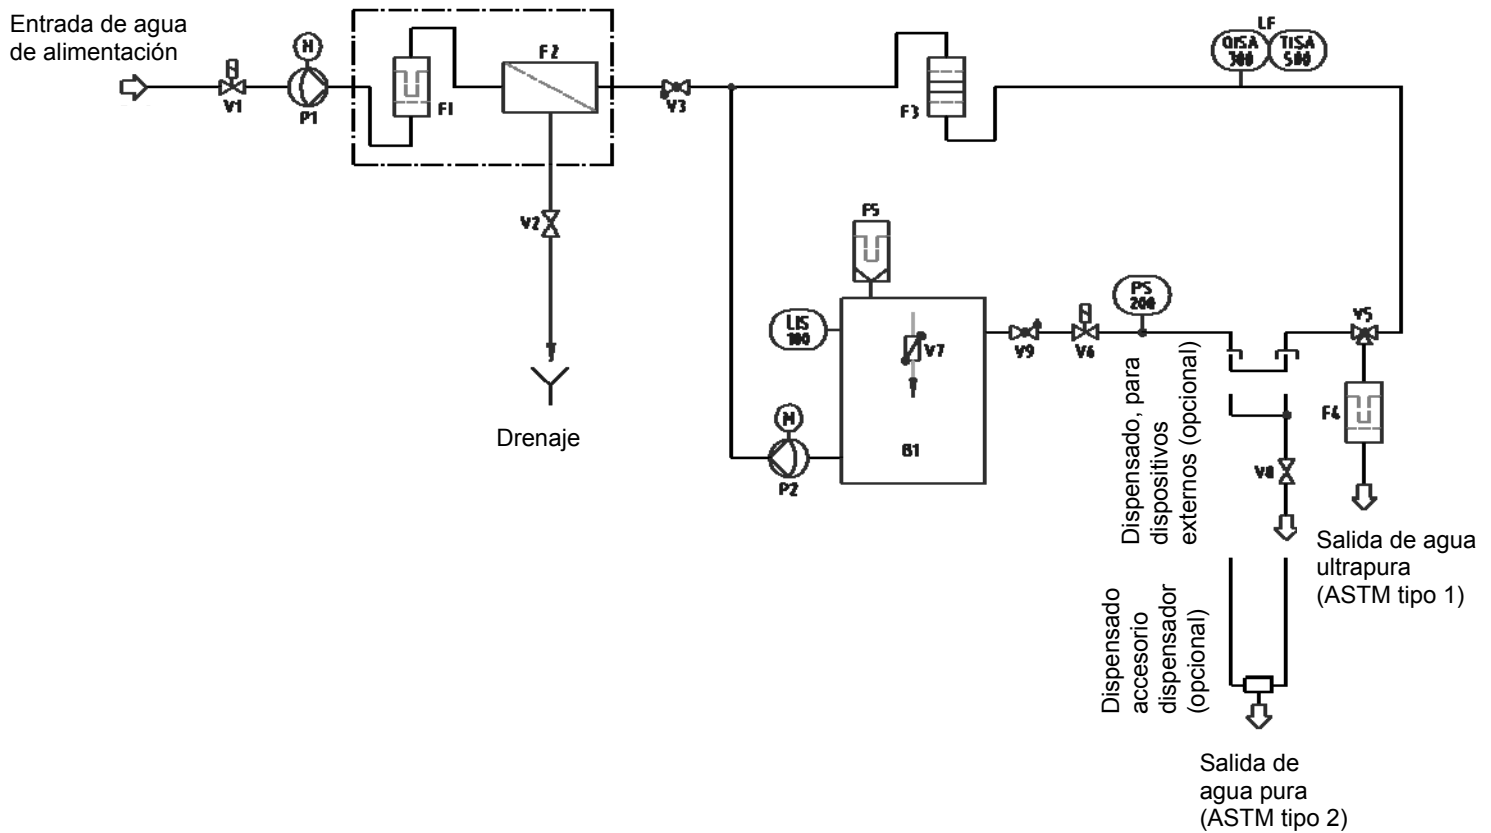 Entrada de agua
de alimentación
V1
M
P1
F1
F2
V2
Drenaje
V3
F3
LF
QISA
300
TISA
500
F5
LIS
100
V7
B1
M
P2
V9
V6
PS
200
V5
F4
V8
Dispensado, para
dispositivos
externos (opcional)
Salida de agua
ultrapura
(ASTM tipo 1)
Dispensado
accesorio
dispensador
(opcional)
Salida de
agua pura
(ASTM tipo 2)